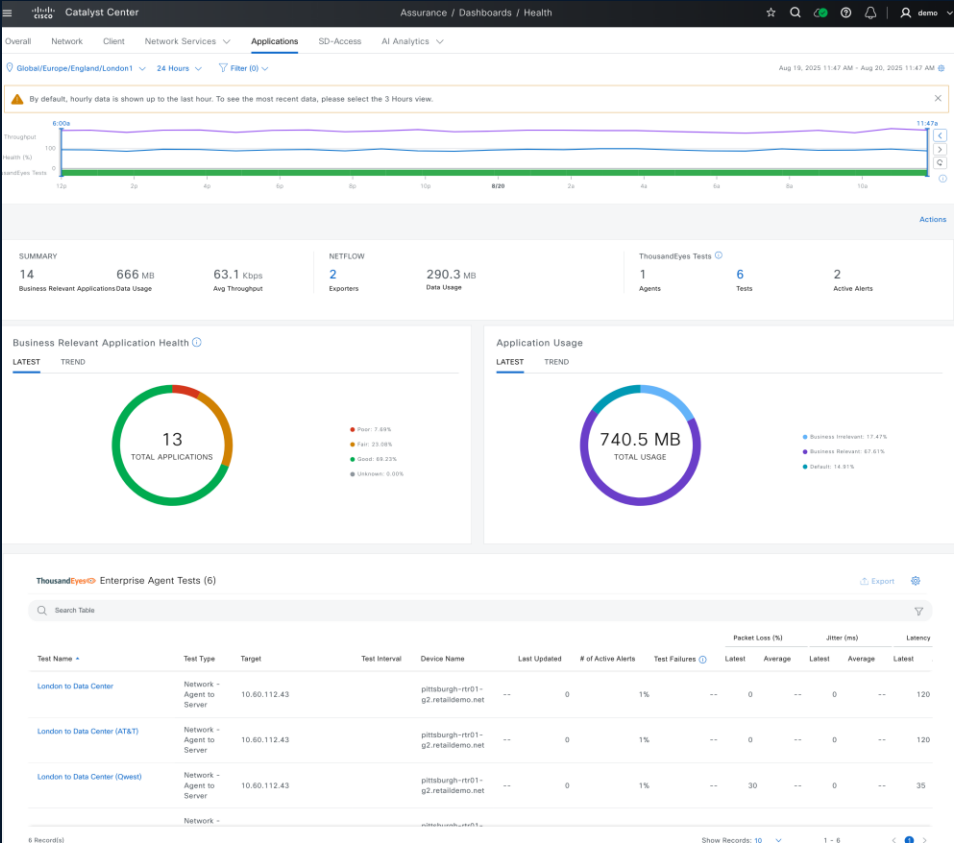 cisco Catalyst Center
Assurance / Dashboards / Health
demo
Overall Network Client Network Services Applications SD-Access AI Analytics
Global/Europe/England/London1 24 Hours Filter (0)
Aug 19, 2025 11:47 AM - Aug 20, 2025 11:47 AM
By default, hourly data is shown up to the last hour. To see the most recent data, please select the 3 Hours view.
6:00a 11:47a
Throughput
100
Health (%)
0
sandEyes Tests
12p 2p 4p 6p 8p 10p 8/20 2a 4a 6a 8a 10a
Actions
SUMMARY
14 666 MB 63.1 Kbps
Business Relevant Applications Data Usage Avg Throughput
NETFLOW
2 290.3 MB
Exporters Data Usage
ThousandEyes Tests
1 6 2
Agents Tests Active Alerts
Business Relevant Application Health
LATEST TREND
13
TOTAL APPLICATIONS
Poor: 7.69%
Fair: 23.08%
Good: 69.23%
Unknown: 0.00%
Application Usage
LATEST TREND
740.5 MB
TOTAL USAGE
Business Irrelevant: 17.47%
Business Relevant: 67.61%
Default: 14.91%
ThousandEyes Enterprise Agent Tests (6)
Export
Search Table
Packet Loss (%) Jitter (ms) Latency
Test Name Test Type Target Test Interval Device Name Last Updated # of Active Alerts Test Failures Latest Average Latest Average Latest
London to Data Center Network - Agent to Server 10.60.112.43 pittsburgh-rtr01-g2.retaildemo.net -- 0 1% -- 0 -- 0 -- 120
London to Data Center (AT&T) Network - Agent to Server 10.60.112.43 pittsburgh-rtr01-g2.retaildemo.net -- 0 1% -- 0 -- 0 -- 120
London to Data Center (Qwest) Network - Agent to Server 10.60.112.43 pittsburgh-rtr01-g2.retaildemo.net -- 0 1% -- 30 -- 0 -- 35
Network -
pittsburgh-rtr01-
6 Record(s)
Show Records: 10 1 - 6 1